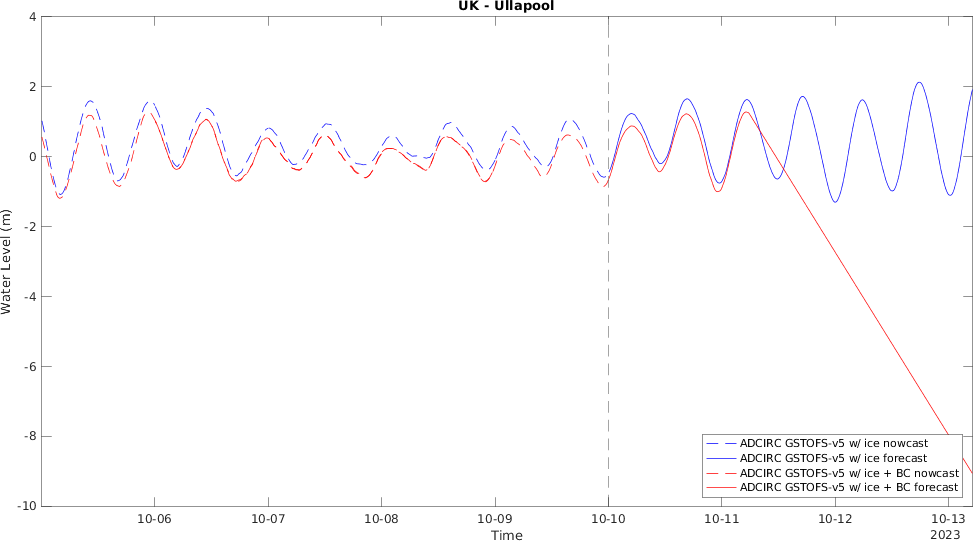 UK - Ullapool
4
2
0
-2
-4
-6
-8
-10
Water Level (m)
ADCIRC GSTOFS-v5 w/ ice nowcast
ADCIRC GSTOFS-v5 w/ ice forecast
ADCIRC GSTOFS-v5 w/ ice + BC nowcast
ADCIRC GSTOFS-v5 w/ ice + BC forecast
10-06 10-07 10-08 10-09 10-10 10-11 10-12 10-13
2023
Time